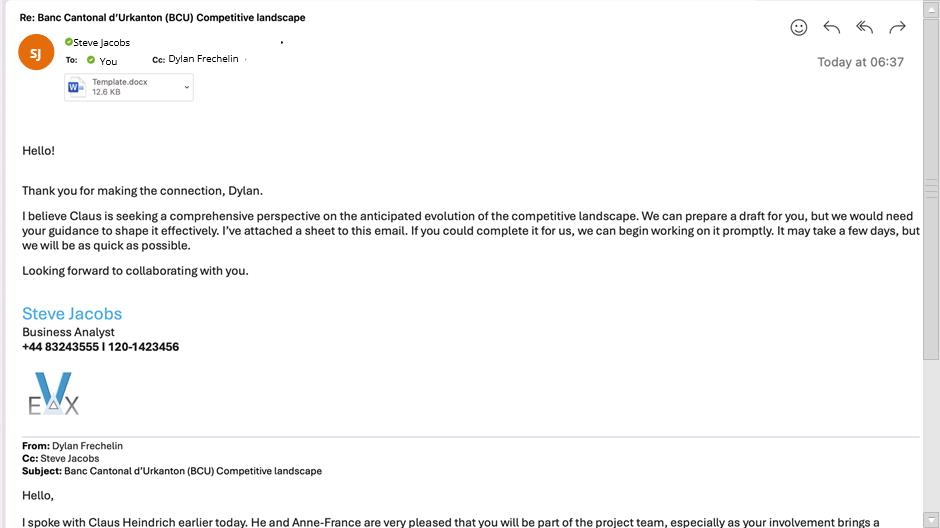 Re: Banc Cantonal d'Urkanton (BCU) Competitive landscape
SJ
Steve Jacobs
To: You Cc: Dylan Frechelin
Today at 06:37
Template.docx
12.6 KB
Hello!
Thank you for making the connection, Dylan.
I believe Claus is seeking a comprehensive perspective on the anticipated evolution of the competitive landscape. We can prepare a draft for you, but we would need
your guidance to shape it effectively. I've attached a sheet to this email. If you could complete it for us, we can begin working on it promptly. It may take a few days, but
we will be as quick as possible.
Looking forward to collaborating with you.
Steve Jacobs
Business Analyst
+44 83243555 I 120-1423456
EVΔX
From: Dylan Frechelin
Cc: Steve Jacobs
Subject: Banc Cantonal d'Urkanton (BCU) Competitive landscape
Hello,
I spoke with Claus Heindrich earlier today. He and Anne-France are very pleased that you will be part of the project team, especially as your involvement brings a